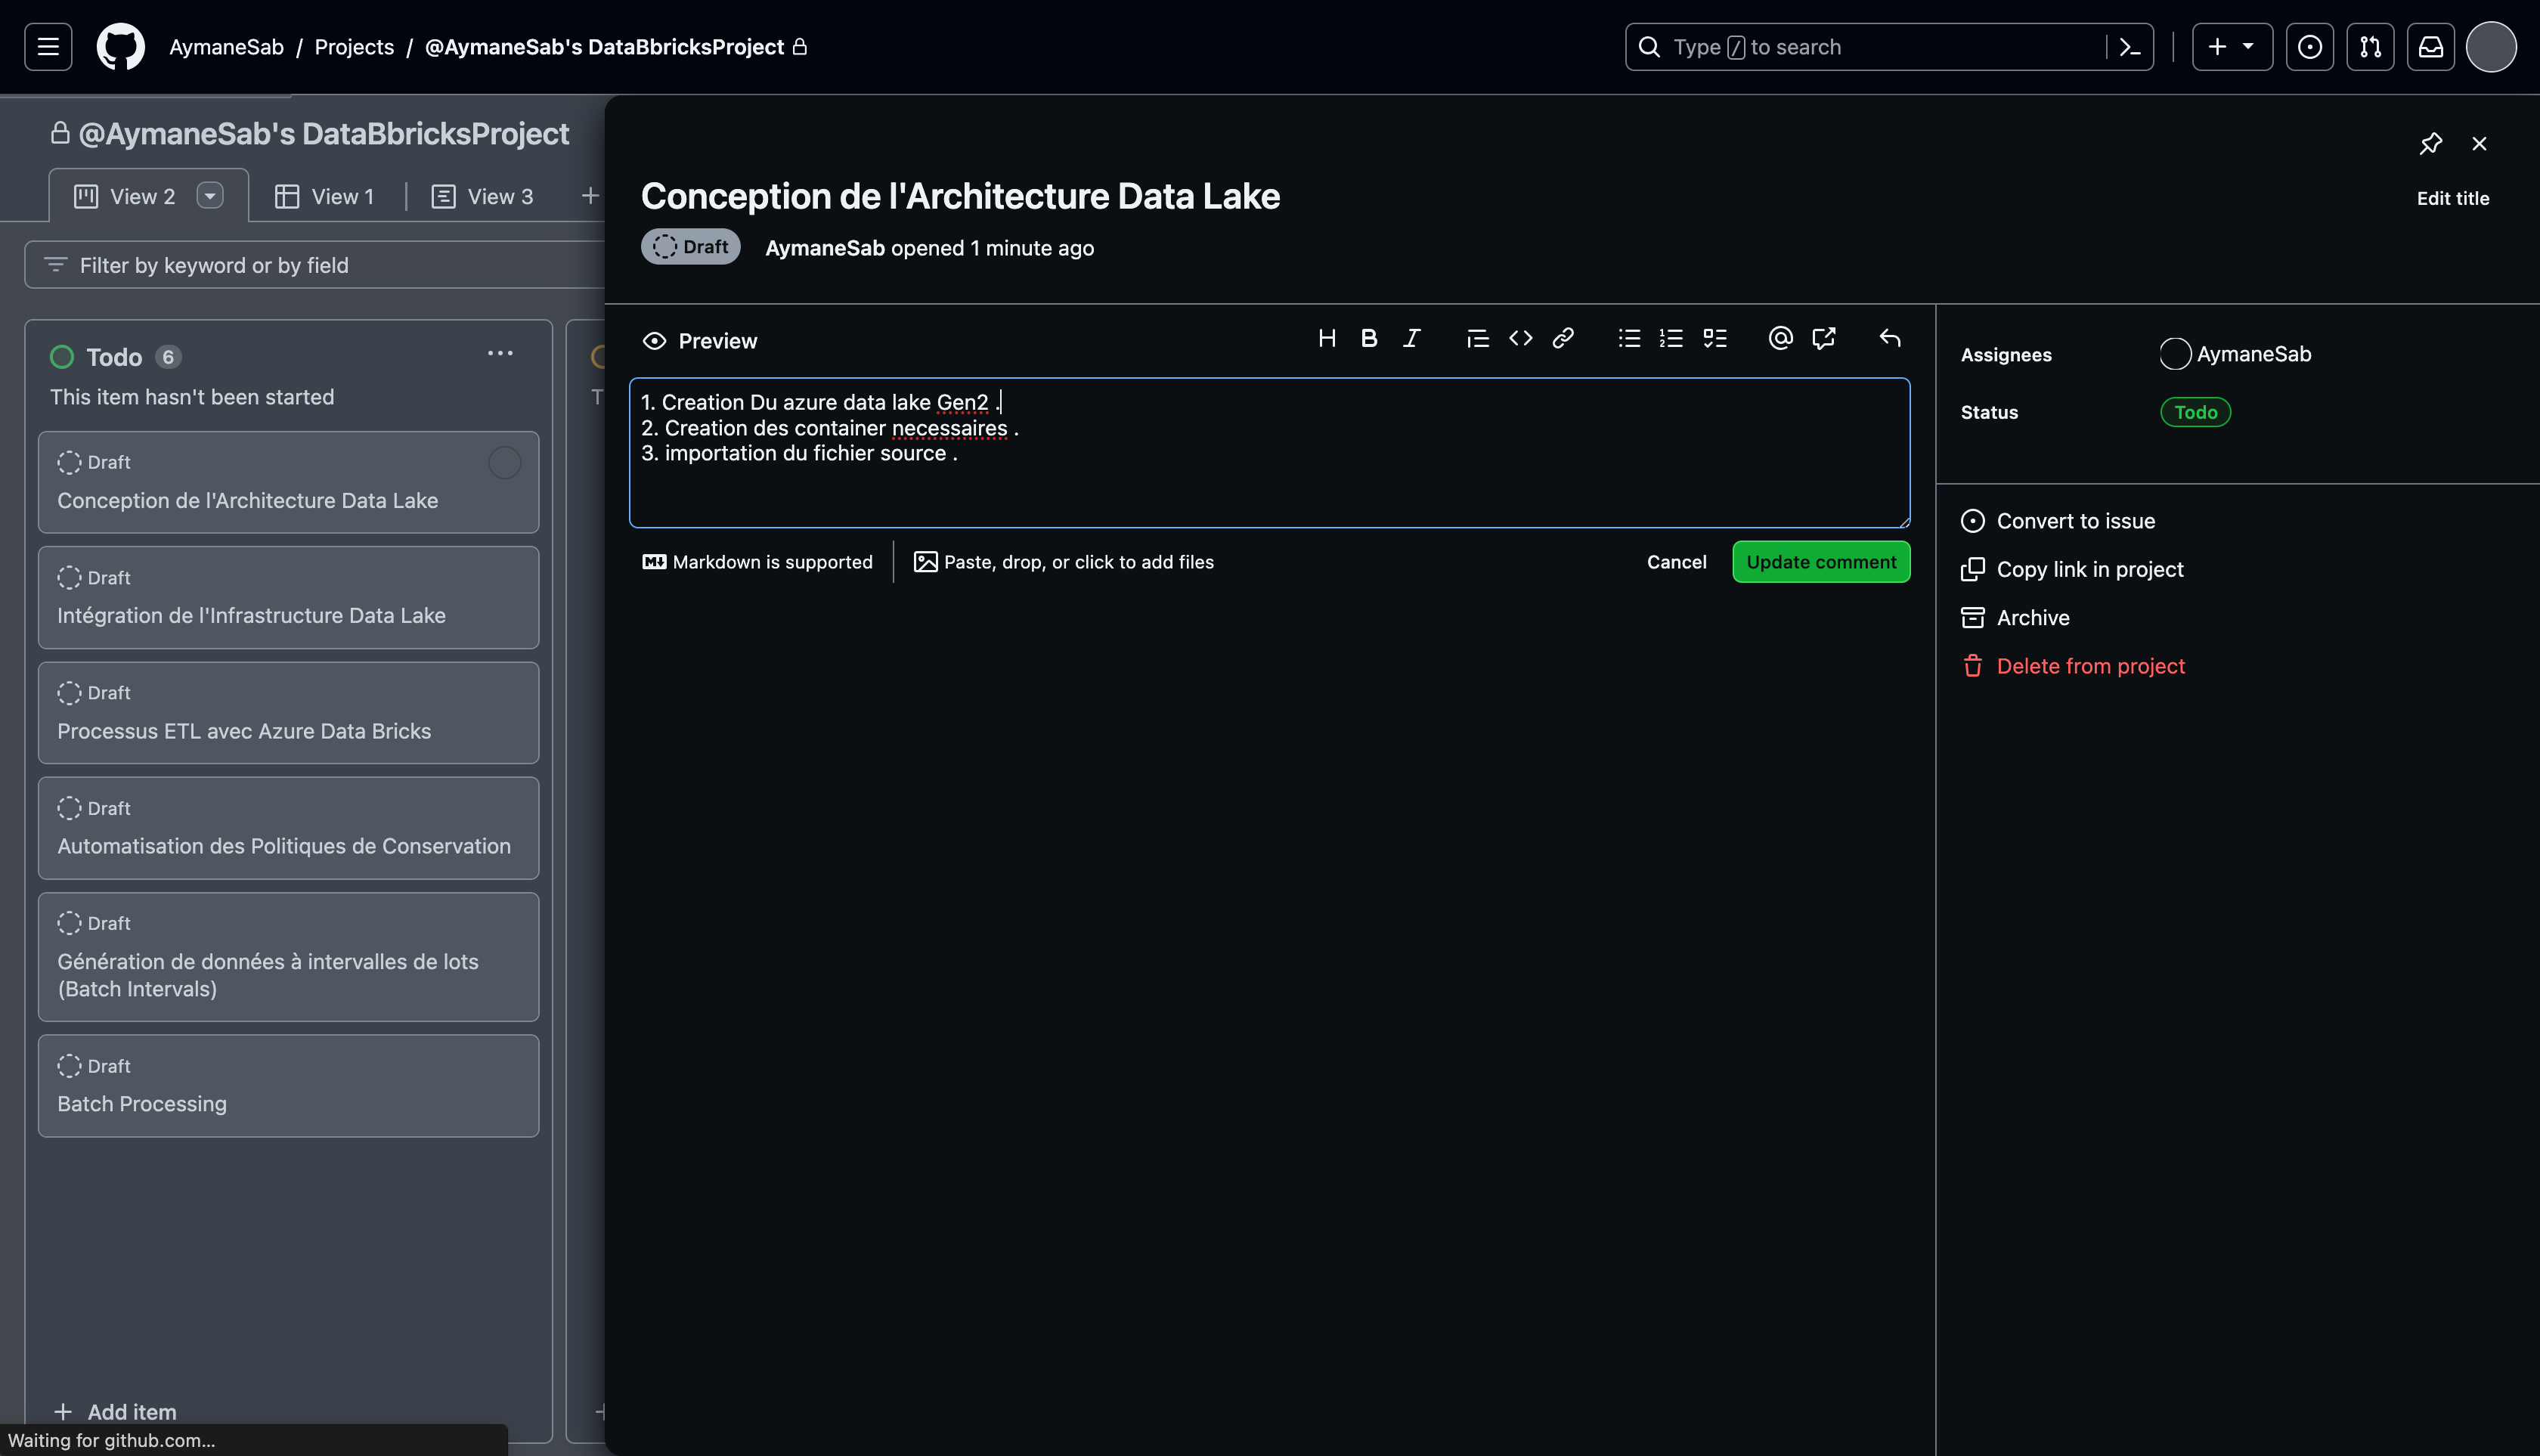 AymaneSab / Projects / @AymaneSab's DataBbricksProject
Type / to search
@AymaneSab's DataBbricksProject
View 2
View 1
View 3
Filter by keyword or by field
Todo 6
This item hasn't been started
Draft
Conception de l'Architecture Data Lake
Draft
Intégration de l'Infrastructure Data Lake
Draft
Processus ETL avec Azure Data Bricks
Draft
Automatisation des Politiques de Conservation
Draft
Génération de données à intervalles de lots
(Batch Intervals)
Draft
Batch Processing
Add item
Waiting for github.com...
T
Conception de l'Architecture Data Lake
Edit title
Draft
AymaneSab opened 1 minute ago
Preview
1. Creation Du azure data lake Gen2 .
2. Creation des container necessaires .
3. importation du fichier source .
Markdown is supported
Paste, drop, or click to add files
Cancel
Update comment
Assignees
AymaneSab
Status
Todo
Convert to issue
Copy link in project
Archive
Delete from project